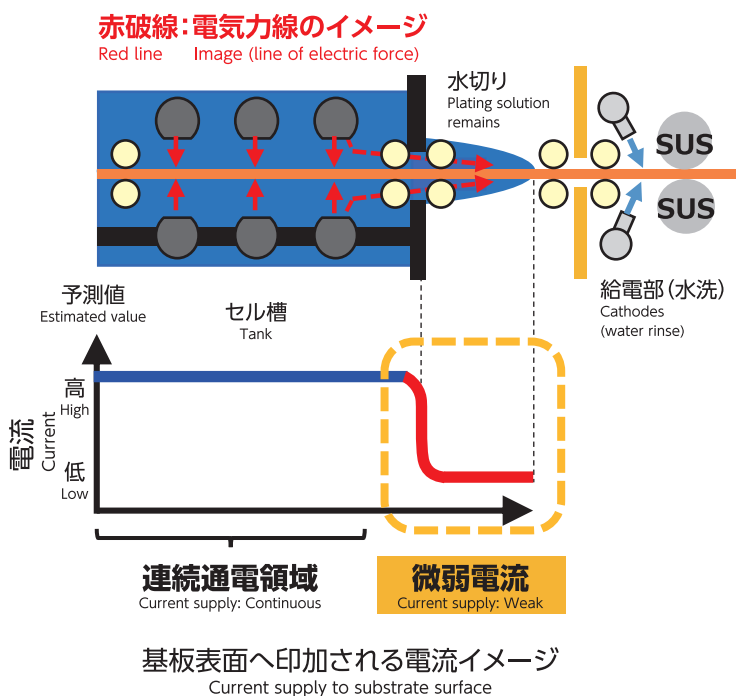 赤破線：電気力線のイメージ
Red line Image (line of electric force)
水切り
Plating solution
remains
SUS
SUS
給電部（水洗）
Cathodes
(water rinse)
予測値
Estimated value
セル槽
Tank
電流
Current
高
High
低
Low
連続通電領域
Current supply: Continuous
微弱電流
Current supply: Weak
基板表面へ印加される電流イメージ
Current supply to substrate surface